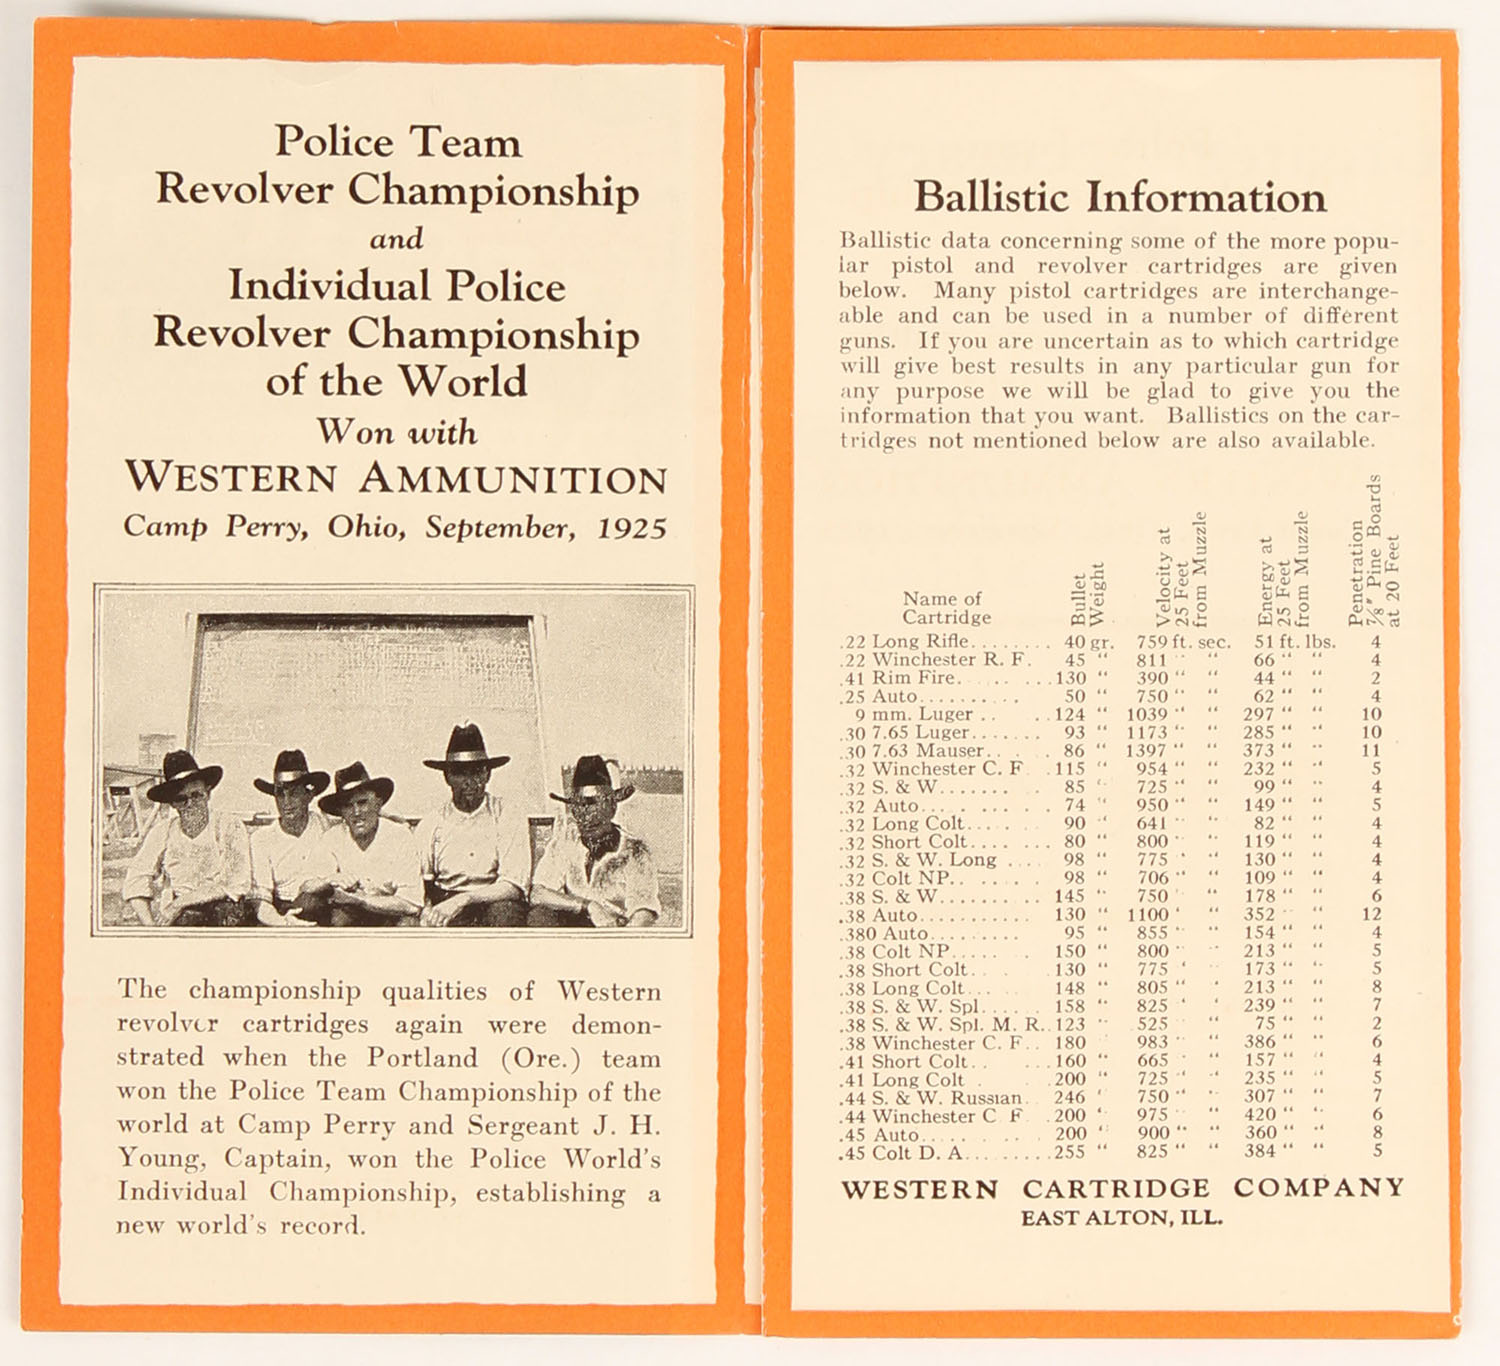 Police Team
Revolver Championship
and
Individual Police
Revolver Championship
of the World
Won with
WESTERN AMMUNITION
Camp Perry, Ohio, September, 1925
The championship qualities of Western
revolver cartridges again were demon-
strated when the Portland (Ore.) team
won the Police Team Championship of the
world at Camp Perry and Sergeant J. H.
Young, Captain, won the Police World's
Individual Championship, establishing a
new world's record.
Ballistic Information
Ballistic data concerning some of the more popu-
lar pistol and revolver cartridges are given
below. Many pistol cartridges are interchange-
able and can be used in a number of different
guns. If you are uncertain as to which cartridge
will give best results in any particular gun for
any purpose we will be glad to give you the
information that you want. Ballistics on the car-
tridges not mentioned below are also available.
Name of
Cartridge
Bullet
Weight
Velocity at
25 Feet
from Muzzle
Energy at
25 Feet
from Muzzle
Penetration
7/8" Pine Boards
at 20 Feet
.22 Long Rifle........ 40 gr. 759 ft. sec. 51 ft. lbs. 4
.22 Winchester R. F. 45 " 811 " " 66 " " 4
.41 Rim Fire. .. .. ...130 " 390 " " 44 " " 2
.25 Auto.......... 50 " 750 " " 62 " " 4
9 mm. Luger .. ..124 " 1039 " " 297 " " 10
.30 7.65 Luger....... 93 " 1173 " " 285 " " 10
.30 7.63 Mauser.. . .. 86 " 1397 " " 373 " " 11
.32 Winchester C. F .115 " 954 " " 232 " " 5
.32 S. & W....... .. 85 " 725 " " 99 " " 4
.32 Auto... . ...... 74 " 950 " " 149 " " 5
.32 Long Colt.... . 90 " 641 " " 82 " " 4
.32 Short Colt.... ... 80 " 800 " " 119 " " 4
.32 S. & W. Long .... 98 " 775 " " 130 " " 4
.32 Colt NP.. .. ... 98 " 706 " " 109 " " 4
.38 S. & W........ .. 145 " 750 " " 178 " " 6
.38 Auto........... 130 " 1100 " " 352 " " 12
.380 Auto......... 95 " 855 " " 154 " " 4
.38 Colt NP..... . 150 " 800 " " 213 " " 5
.38 Short Colt.. . .130 " 775 " " 173 " " 5
.38 Long Colt... . 148 " 805 " " 213 " " 8
.38 S. & W. Spl...... 158 " 825 " " 239 " " 7
.38 S. & W. Spl. M. R..123 " 525 " 75 " " 2
.38 Winchester C. F.. 180 983 " " 386 " " 6
.41 Short Colt.. ...160 " 665 " " 157 " " 4
.41 Long Colt . .200 " 725 " " 235 " " 5
.44 S. & W. Russian. 246 " 750 " " 307 " " 7
.44 Winchester C F .200 " 975 " " 420 " " 6
.45 Auto.... . .. . . 200 " 900 " " 360 " " 8
.45 Colt D. A.........255 " 825 " " 384 " " 5
WESTERN CARTRIDGE COMPANY
EAST ALTON, ILL.